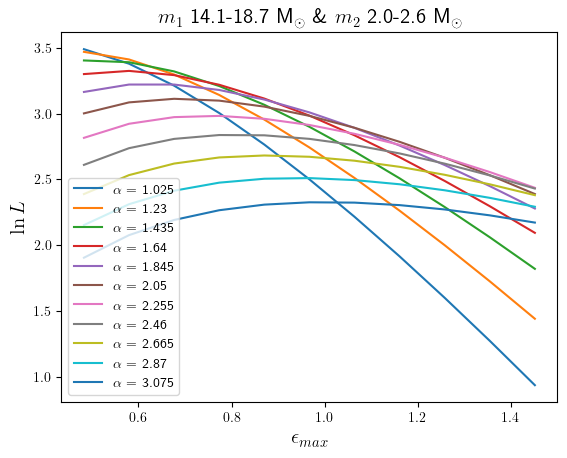 m₁ 14.1-18.7 M⊙ & m₂ 2.0-2.6 M⊙
ln L
3.5
3.0
2.5
2.0
1.5
1.0
α = 1.025
α = 1.23
α = 1.435
α = 1.64
α = 1.845
α = 2.05
α = 2.255
α = 2.46
α = 2.665
α = 2.87
α = 3.075
0.6 0.8 1.0 1.2 1.4
ϵmax